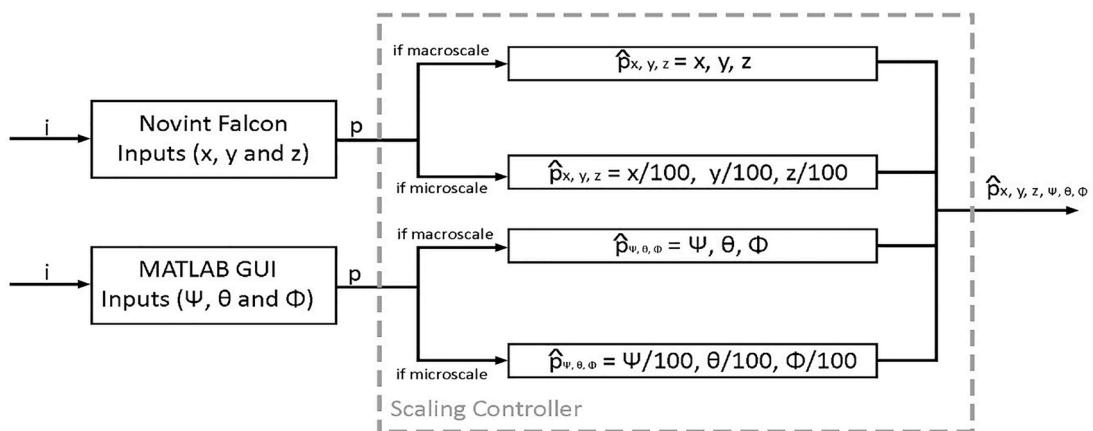 if macroscale
p̂x, y, z = x, y, z
i
Novint Falcon
Inputs (x, y and z)
p
if microscale
p̂x, y, z = x/100, y/100, z/100
p̂x, y, z, Ψ, θ, Φ
if macroscale
p̂Ψ, θ, Φ = Ψ, θ, Φ
i
MATLAB GUI
Inputs (Ψ, θ and Φ)
p
if microscale
p̂Ψ, θ, Φ = Ψ/100, θ/100, Φ/100
Scaling Controller